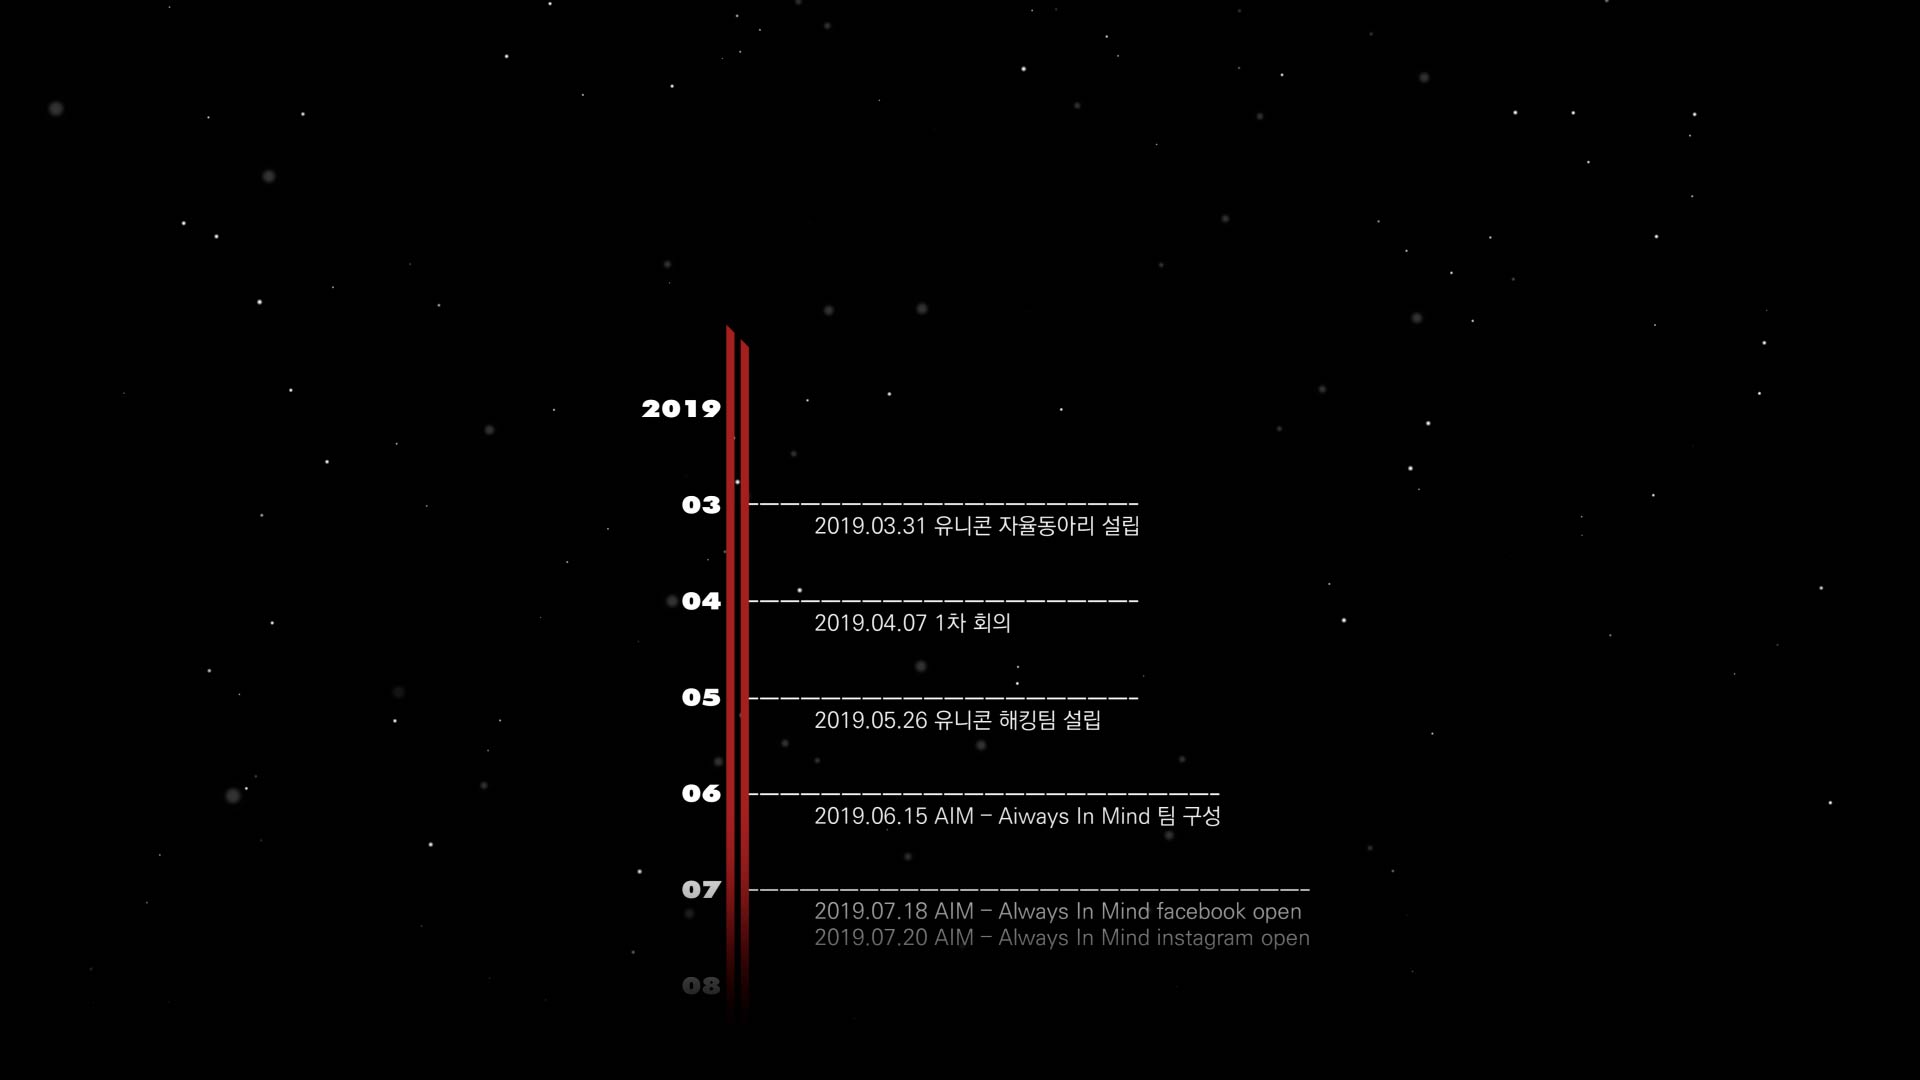 2019
03
2019.03.31 유니콘 자율동아리 설립
04
2019.04.07 1차 회의
05
2019.05.26 유니콘 해킹팀 설립
06
2019.06.15 AIM – Aiways In Mind 팀 구성
07
2019.07.18 AIM – Always In Mind facebook open
2019.07.20 AIM – Always In Mind instagram open
08